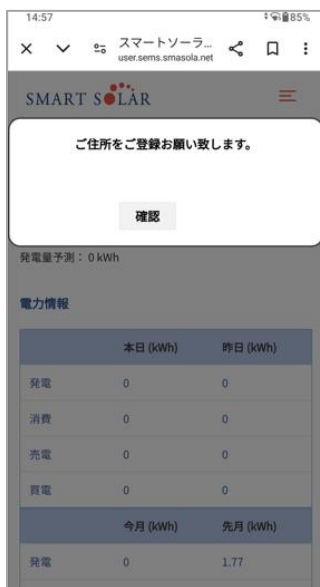 14:57
85%
スマートソーラ...
user.sems.smasola.net
SMART SOLAR
ご住所をご登録お願い致します。
確認
発電量予測： 0 kWh
電力情報
本日 (kWh) 昨日 (kWh)
発電 0 0
消費 0 0
売電 0 0
買電 0 0
今月 (kWh) 先月 (kWh)
発電 0 1.77